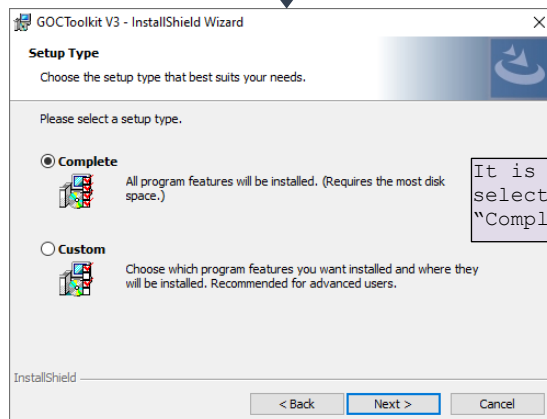 GOCToolkit V3 - InstallShield Wizard
Setup Type
Choose the setup type that best suits your needs.
Please select a setup type.
Complete
All program features will be installed. (Requires the most disk
space.)
It is
select
"Compl
Custom
Choose which program features you want installed and where they
will be installed. Recommended for advanced users.
InstallShield
< Back
Next >
Cancel